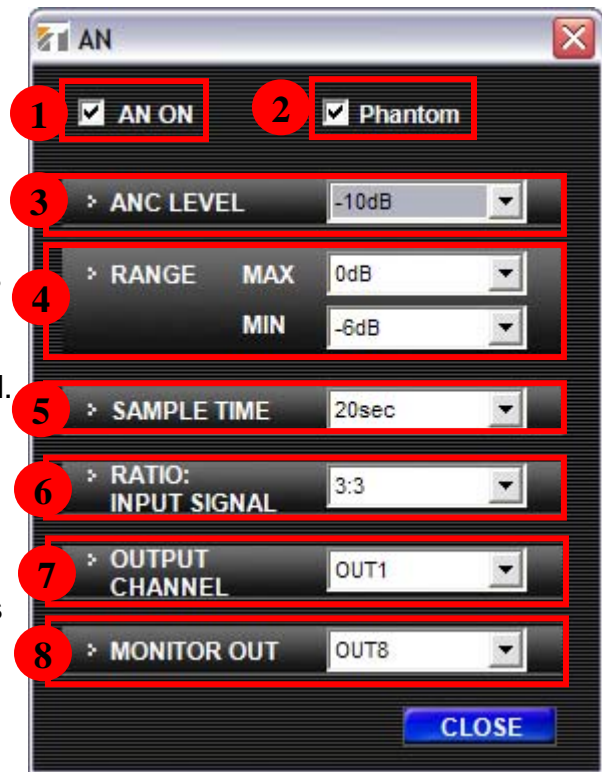 AN
1 AN ON 2 Phantom
3 ANC LEVEL -10dB
4 RANGE MAX 0dB
MIN -6dB
l.
5 SAMPLE TIME 20sec
6 RATIO:
INPUT SIGNAL 3:3
7 OUTPUT
CHANNEL OUT1
s
8 MONITOR OUT OUT8
CLOSE